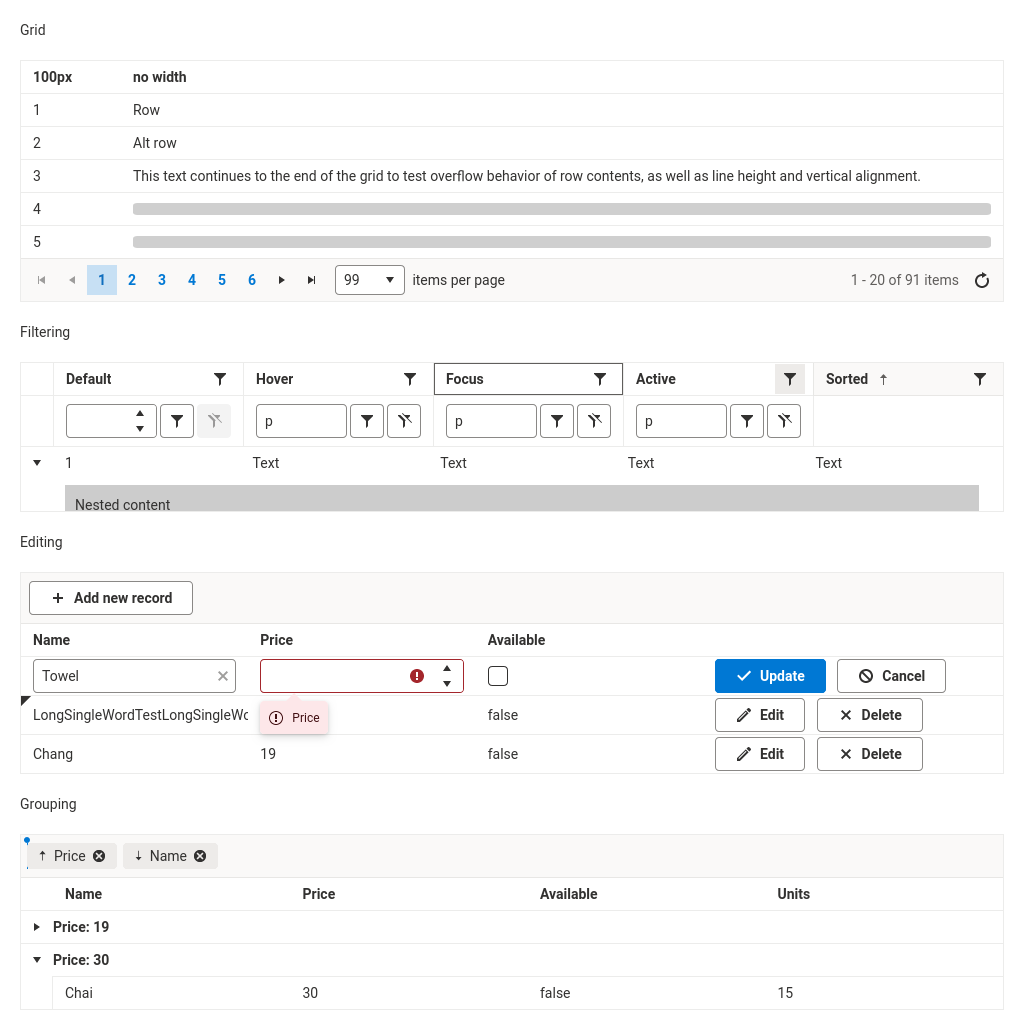 Grid
100px no width
1 Row
2 Alt row
3 This text continues to the end of the grid to test overflow behavior of row contents, as well as line height and vertical alignment.
4
5
1 2 3 4 5 6 99 items per page 1 - 20 of 91 items
Filtering
Default Hover Focus Active Sorted
p p p
1 Text Text Text Text
Nested content
Editing
Add new record
Name Price Available
Towel Update Cancel
LongSingleWordTestLongSingleWo Price false Edit Delete
Chang 19 false Edit Delete
Grouping
Price Name
Name Price Available Units
Price: 19
Price: 30
Chai 30 false 15